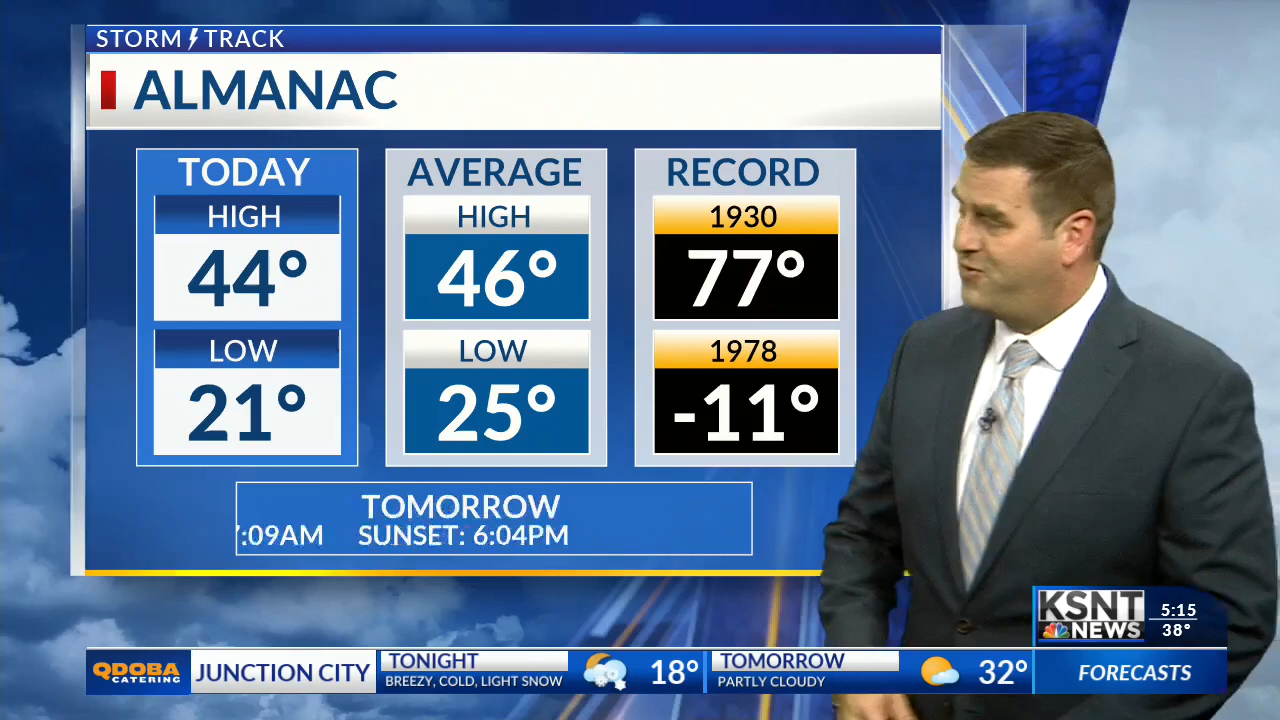 STORM TRACK
ALMANAC
TODAY
HIGH
44°
LOW
21°
AVERAGE
HIGH
46°
LOW
25°
RECORD
1930
77°
1978
-11°
TOMORROW
:09AM SUNSET: 6:04PM
KSNT
NEWS
5:15
38°
QDOBA
CATERING
JUNCTION CITY
TONIGHT
BREEZY, COLD, LIGHT SNOW
18°
TOMORROW
PARTLY CLOUDY
32°
FORECASTS